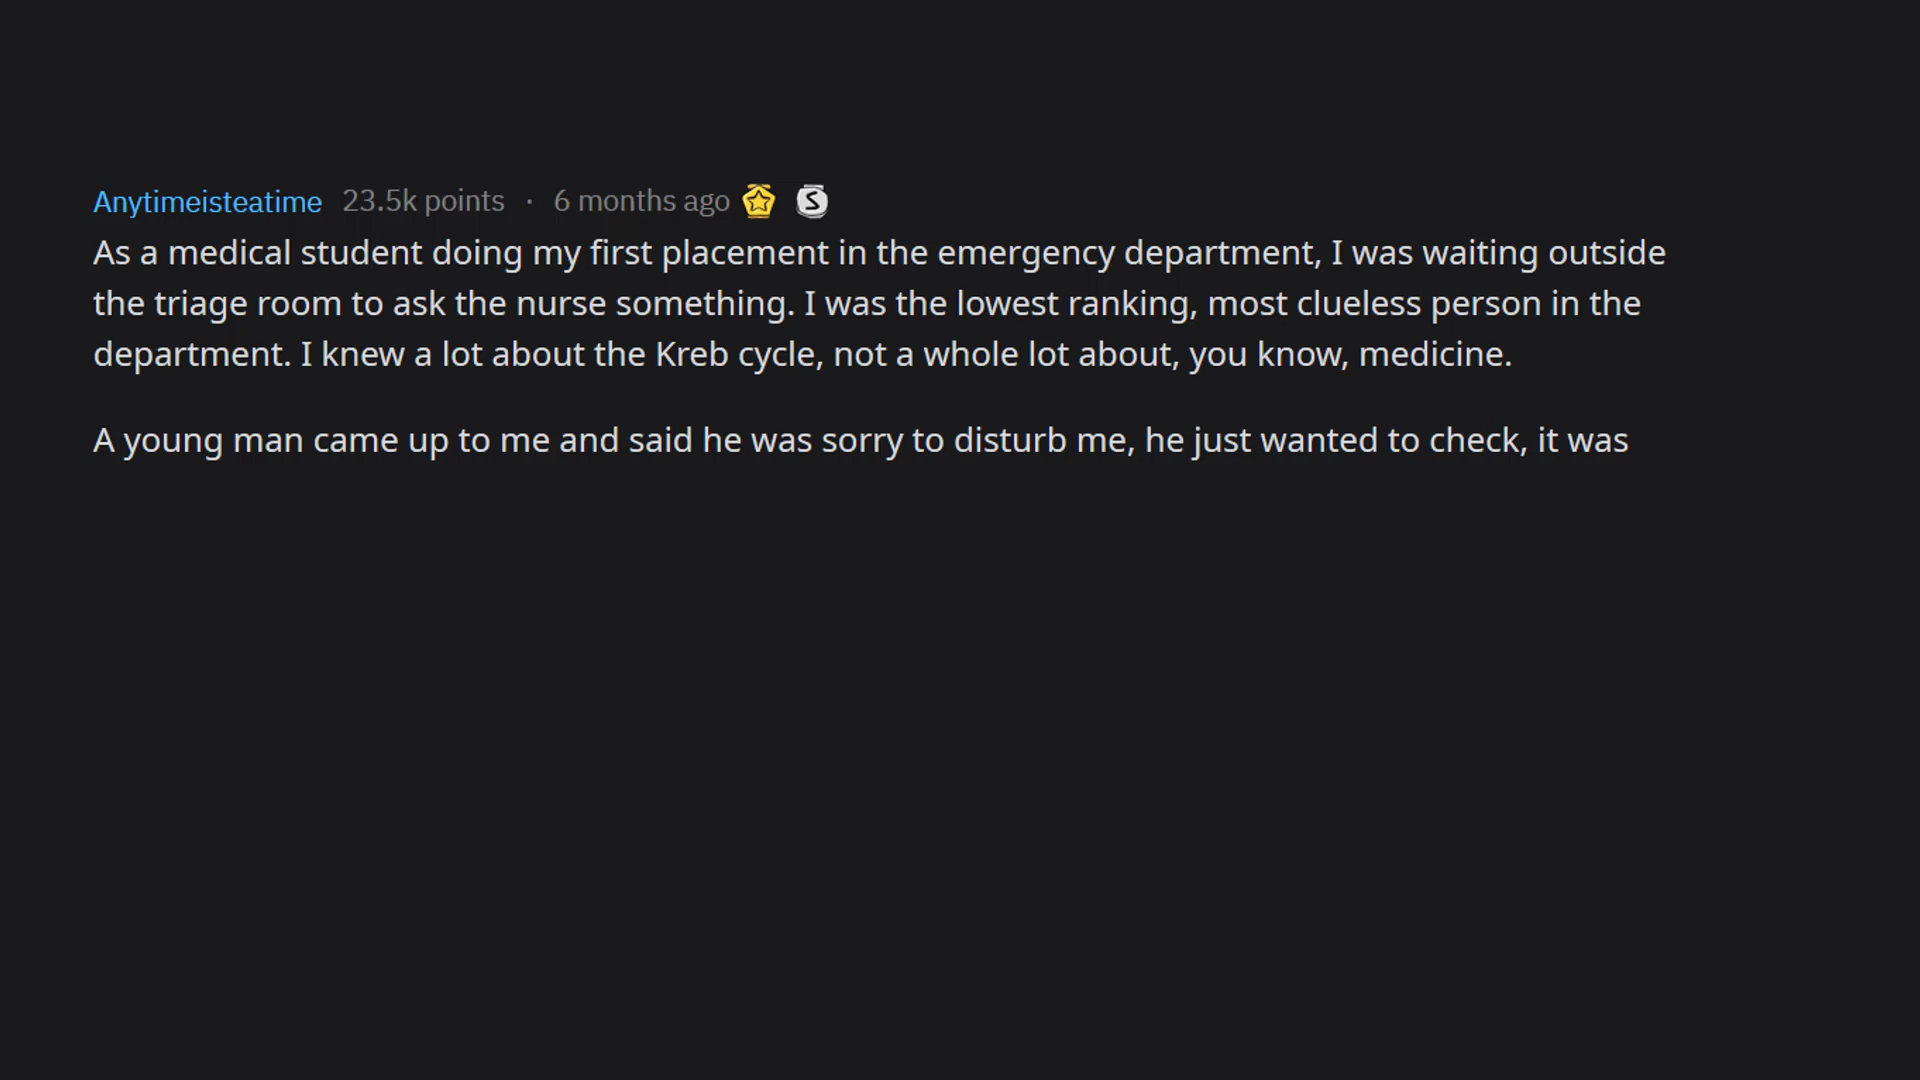 Anytimeisteatime 23.5k points · 6 months ago
As a medical student doing my first placement in the emergency department, I was waiting outside
the triage room to ask the nurse something. I was the lowest ranking, most clueless person in the
department. I knew a lot about the Kreb cycle, not a whole lot about, you know, medicine.
A young man came up to me and said he was sorry to disturb me, he just wanted to check, it was